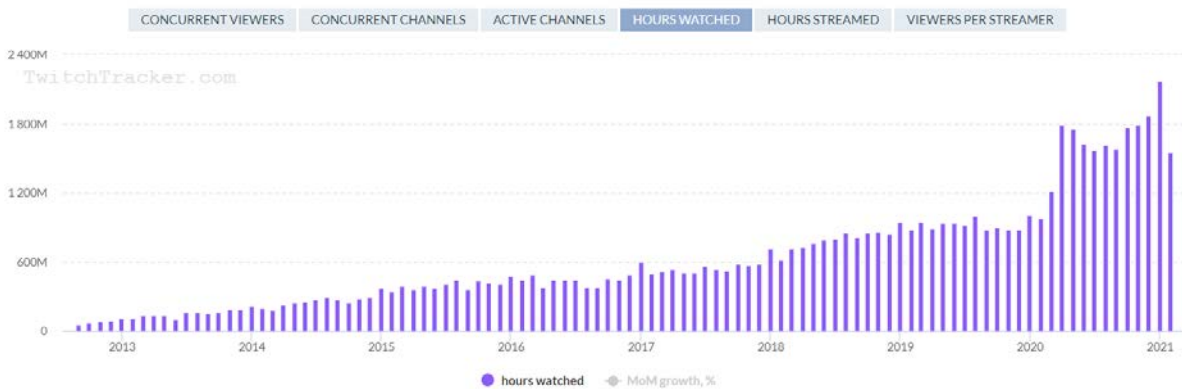 CONCURRENT VIEWERS CONCURRENT CHANNELS ACTIVE CHANNELS HOURS WATCHED HOURS STREAMED VIEWERS PER STREAMER
2 400M
TwitchTracker.com
1 800M
1 200M
600M
0
2013 2014 2015 2016 2017 2018 2019 2020 2021
hours watched MoM growth, %